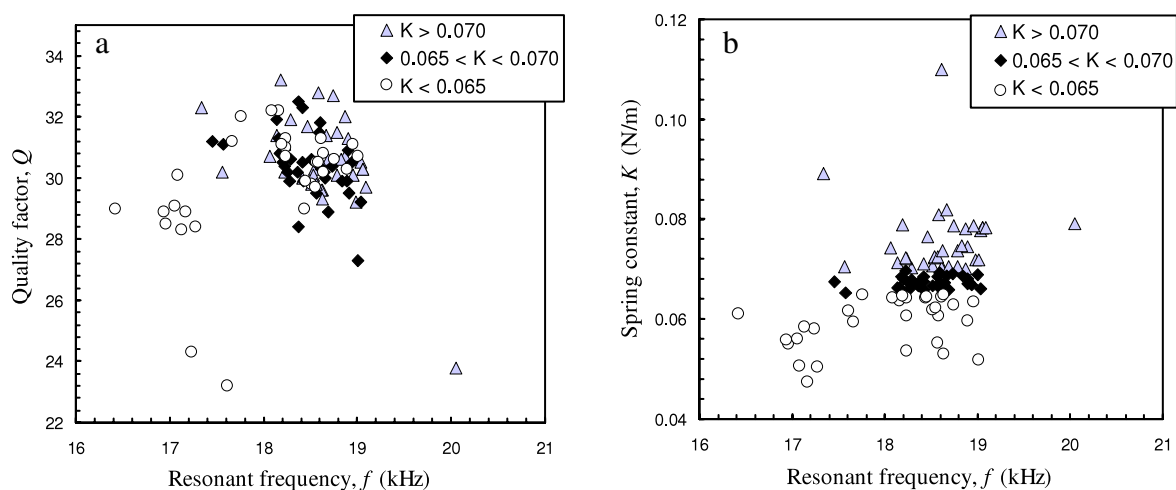 a
K > 0.070
0.065 < K < 0.070
K < 0.065
Quality factor, Q
34
32
30
28
26
24
22
16
17
18
19
20
21
Resonant frequency, f (kHz)
b
K > 0.070
0.065 < K < 0.070
K < 0.065
Spring constant, K (N/m)
0.12
0.10
0.08
0.06
0.04
16
17
18
19
20
21
Resonant frequency, f (kHz)